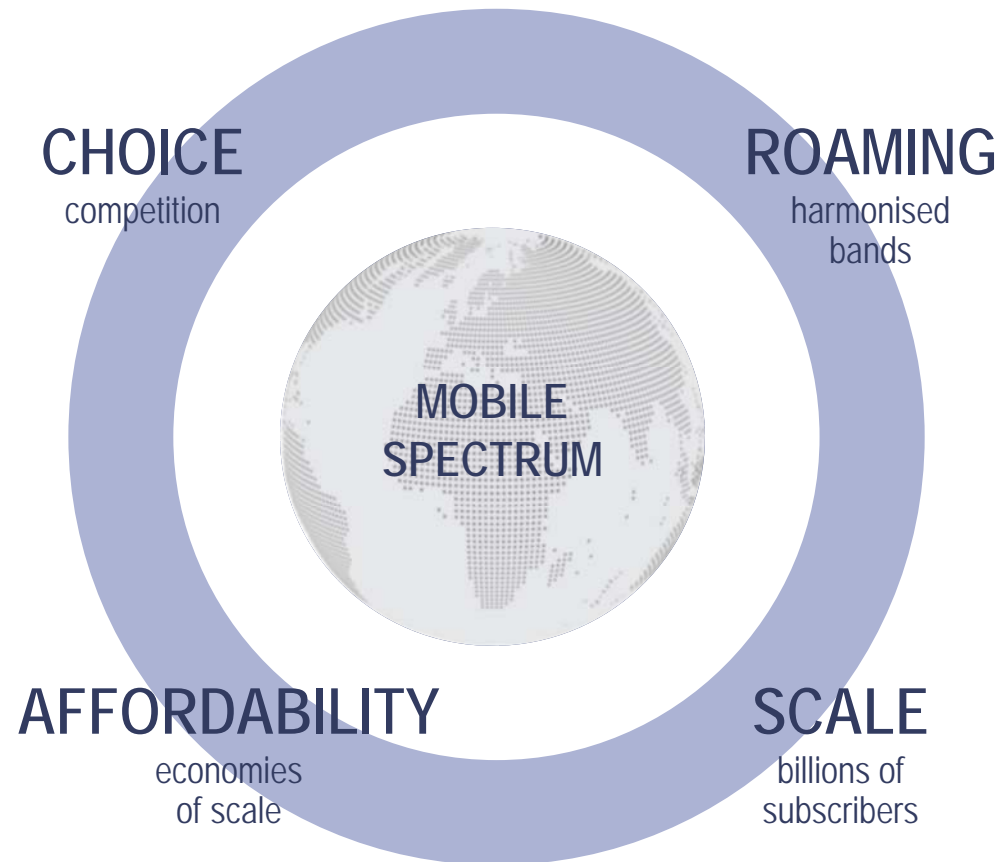 CHOICE
competition
ROAMING
harmonised
bands
MOBILE
SPECTRUM
AFFORDABILITY
economies
of scale
SCALE
billions of
subscribers